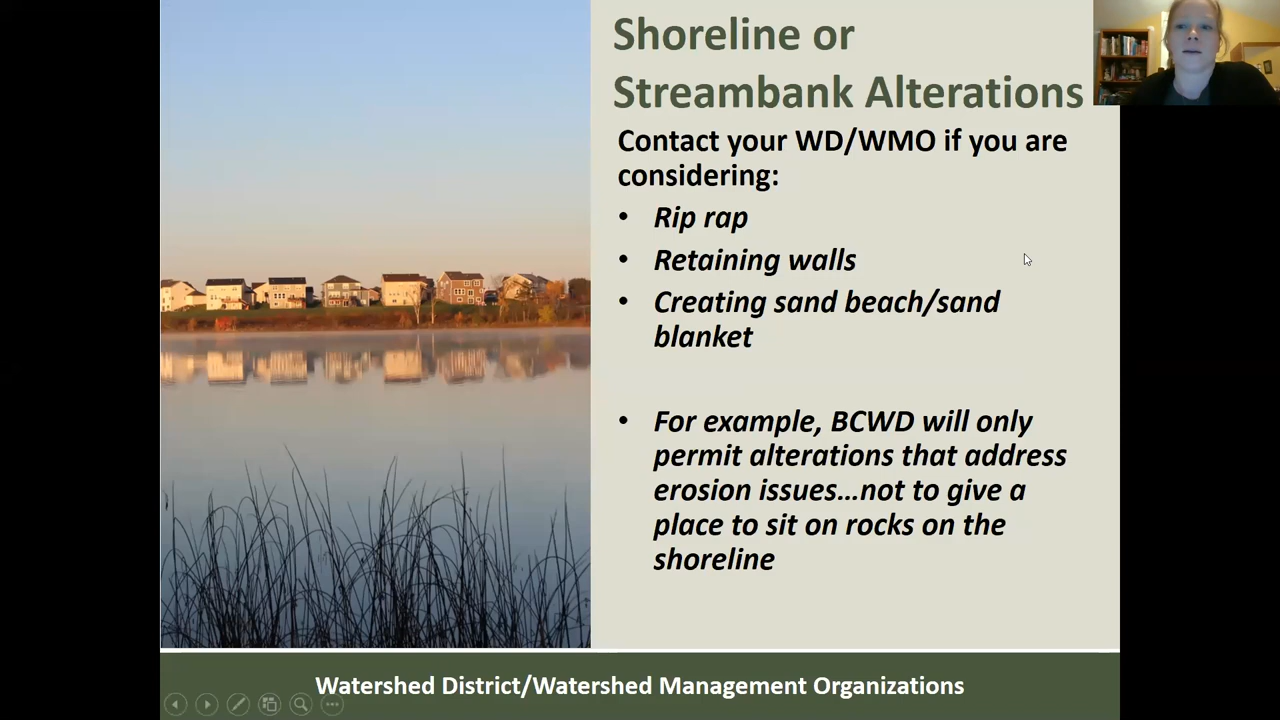 Shoreline or
Streambank Alterations
Contact your WD/WMO if you are
considering:
• Rip rap
• Retaining walls
• Creating sand beach/sand
blanket
• For example, BCWD will only
permit alterations that address
erosion issues...not to give a
place to sit on rocks on the
shoreline
Watershed District/Watershed Management Organizations